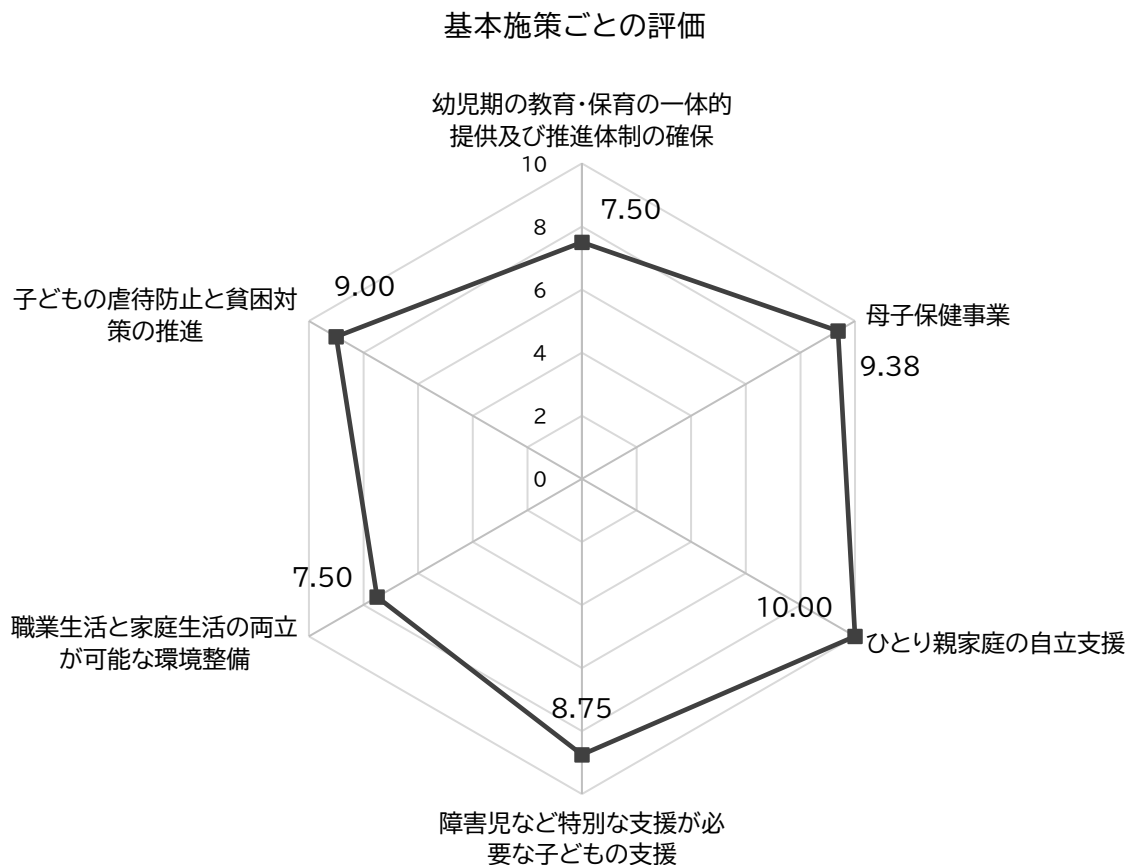 基本施策ごとの評価
幼児期の教育・保育の一体的
提供及び推進体制の確保
10
7.50
8
9.00
子どもの虐待防止と貧困対
策の推進
6
母子保健事業
4
9.38
2
0
7.50
10.00
職業生活と家庭生活の両立
が可能な環境整備
ひとり親家庭の自立支援
8.75
障害児など特別な支援が必
要な子どもの支援